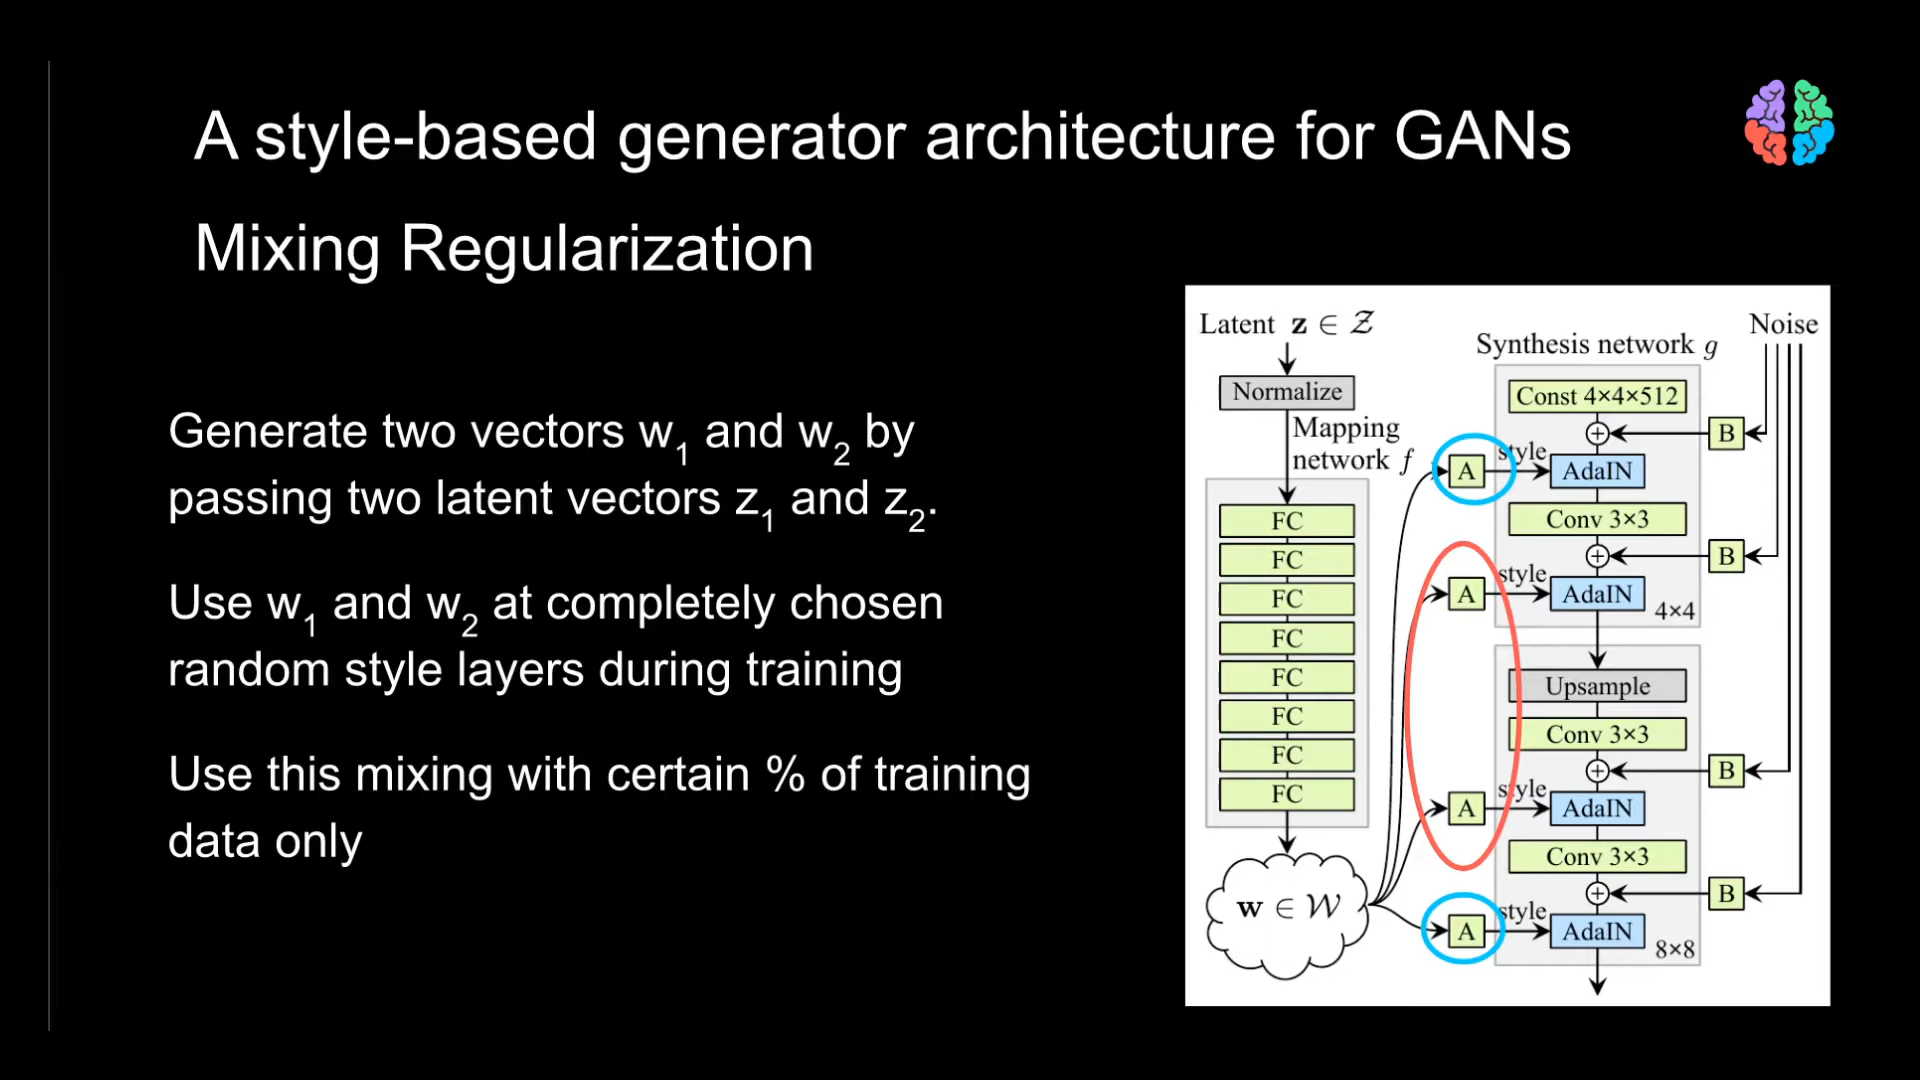 A style-based generator architecture for GANs
Mixing Regularization
Generate two vectors w₁ and w₂ by
passing two latent vectors z₁ and z₂.
Use w₁ and w₂ at completely chosen
random style layers during training
Use this mixing with certain % of training
data only
Latent z ∈ 𝒵
Normalize
Mapping
network f
FC
FC
FC
FC
FC
FC
FC
FC
w ∈ 𝒲
Synthesis network g
Noise
Const 4×4×512
B
A
style
AdaIN
Conv 3×3
B
A
style
AdaIN
4×4
Upsample
Conv 3×3
B
A
style
AdaIN
Conv 3×3
B
A
style
AdaIN
8×8